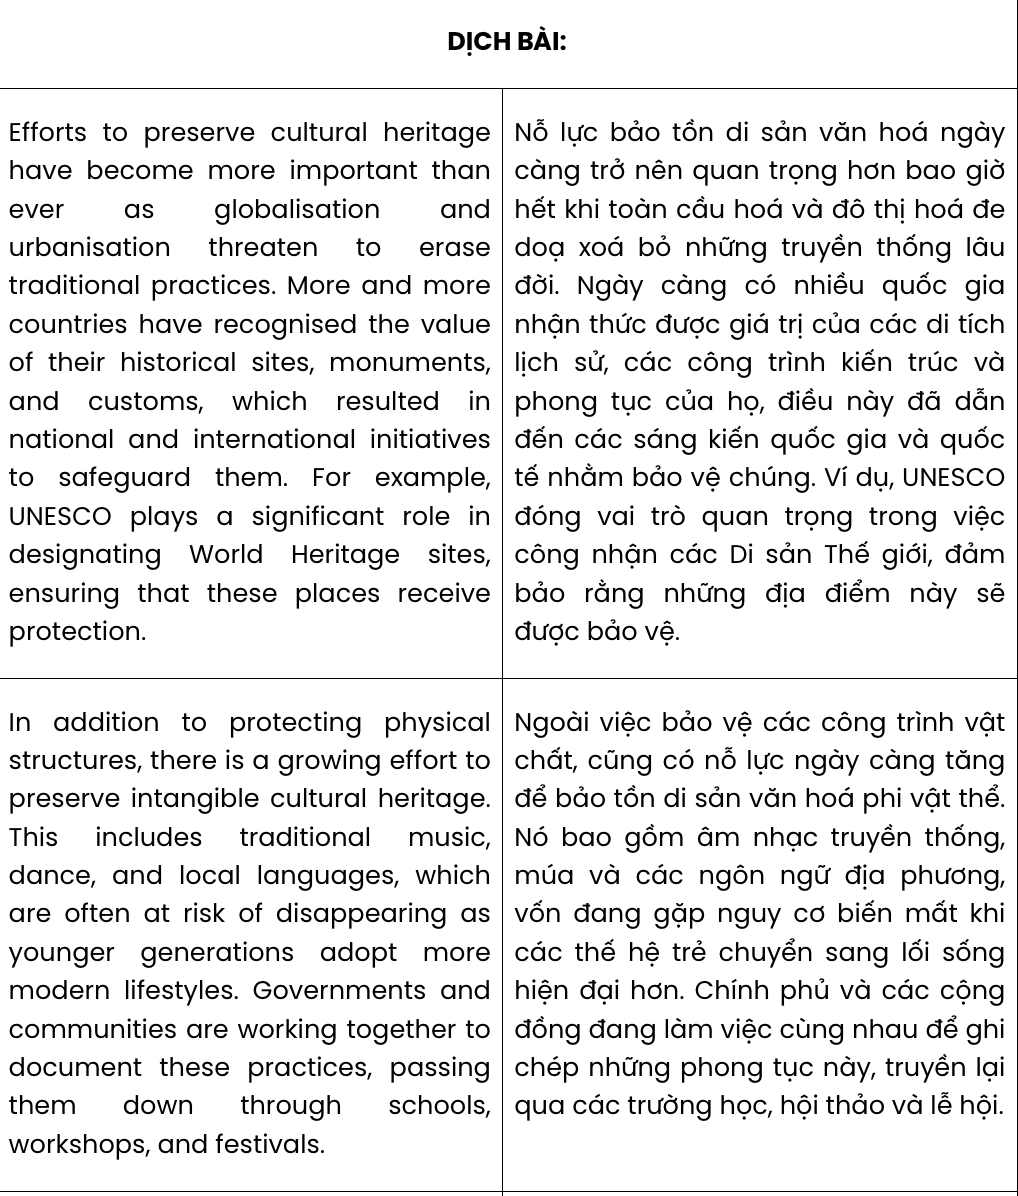 DỊCH BÀI:
Efforts to preserve cultural heritage
have become more important than
ever as globalisation and
urbanisation threaten to erase
traditional practices. More and more
countries have recognised the value
of their historical sites, monuments,
and customs, which resulted in
national and international initiatives
to safeguard them. For example,
UNESCO plays a significant role in
designating World Heritage sites,
ensuring that these places receive
protection.
Nỗ lực bảo tồn di sản văn hoá ngày
càng trở nên quan trọng hơn bao giờ
hết khi toàn cầu hoá và đô thị hoá đe
doạ xoá bỏ những truyền thống lâu
đời. Ngày càng có nhiều quốc gia
nhận thức được giá trị của các di tích
lịch sử, các công trình kiến trúc và
phong tục của họ, điều này đã dẫn
đến các sáng kiến quốc gia và quốc
tế nhằm bảo vệ chúng. Ví dụ, UNESCO
đóng vai trò quan trọng trong việc
công nhận các Di sản Thế giới, đảm
bảo rằng những địa điểm này sẽ
được bảo vệ.
In addition to protecting physical
structures, there is a growing effort to
preserve intangible cultural heritage.
This includes traditional music,
dance, and local languages, which
are often at risk of disappearing as
younger generations adopt more
modern lifestyles. Governments and
communities are working together to
document these practices, passing
them down through schools,
workshops, and festivals.
Ngoài việc bảo vệ các công trình vật
chất, cũng có nỗ lực ngày càng tăng
để bảo tồn di sản văn hoá phi vật thể.
Nó bao gồm âm nhạc truyền thống,
múa và các ngôn ngữ địa phương,
vốn đang gặp nguy cơ biến mất khi
các thế hệ trẻ chuyển sang lối sống
hiện đại hơn. Chính phủ và các cộng
đồng đang làm việc cùng nhau để ghi
chép những phong tục này, truyền lại
qua các trường học, hội thảo và lễ hội.